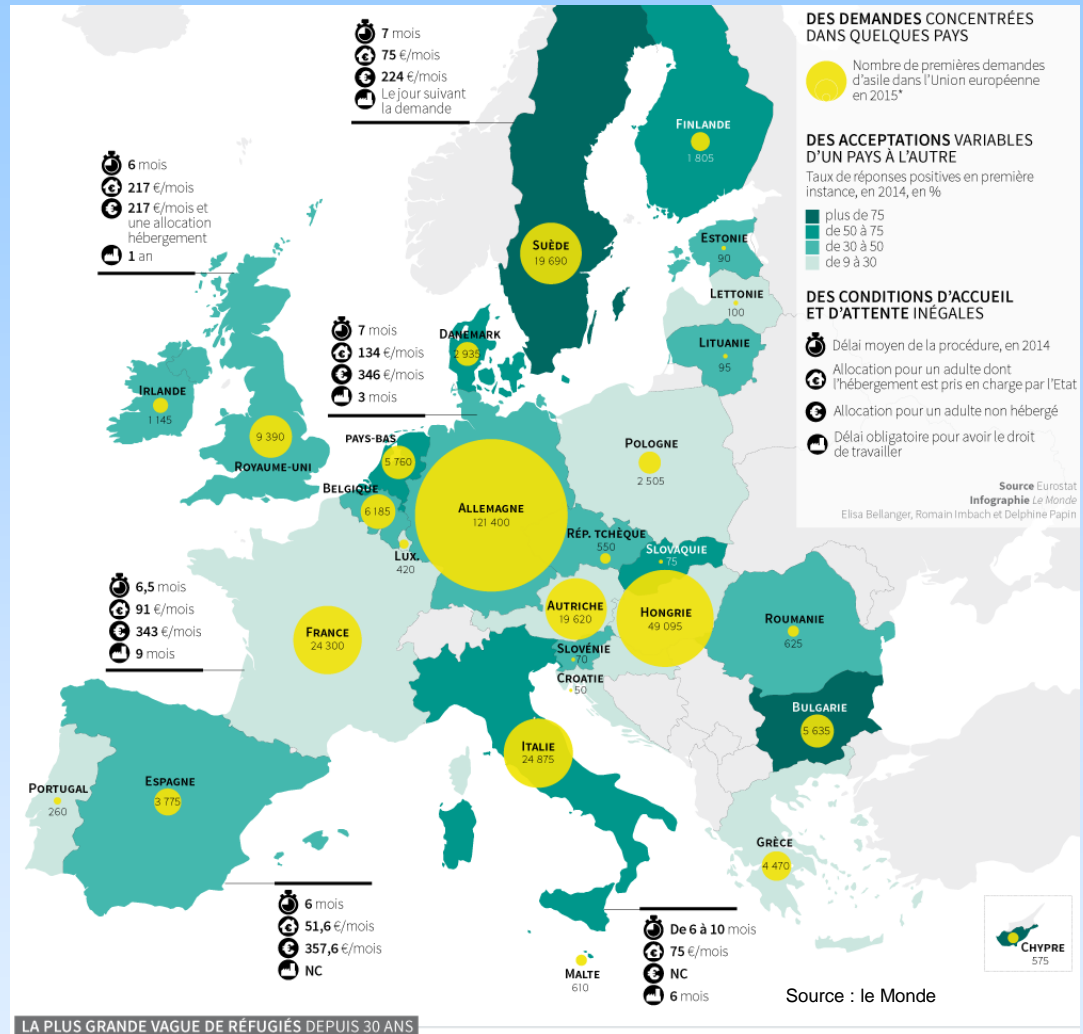 DES DEMANDES CONCENTRÉES
DANS QUELQUES PAYS
Nombre de premières demandes
d'asile dans l'Union européenne
en 2015*
DES ACCEPTATIONS VARIABLES
D'UN PAYS À L'AUTRE
Taux de réponses positives en première
instance, en 2014, en %
plus de 75
de 50 à 75
de 30 à 50
de 9 à 30
DES CONDITIONS D'ACCUEIL
ET D'ATTENTE INÉGALES
Délai moyen de la procédure, en 2014
Allocation pour un adulte dont
l'hébergement est pris en charge par l'Etat
Allocation pour un adulte non hébergé
Délai obligatoire pour avoir le droit
de travailler
Source Eurostat
Infographie Le Monde
Elisa Bellanger, Romain Imbach et Delphine Papin
7 mois
75 €/mois
224 €/mois
Le jour suivant
la demande
6 mois
217 €/mois
217 €/mois et
une allocation
hébergement
1 an
7 mois
134 €/mois
346 €/mois
3 mois
FINLANDE
1 805
SUÈDE
19 690
ESTONIE
90
LETTONIE
100
LITUANIE
95
DANEMARK
2 935
IRLANDE
1 145
9 390
ROYAUME-UNI
PAYS-BAS
5 760
BELGIQUE
6 185
LUX.
420
ALLEMAGNE
121 400
POLOGNE
2 505
RÉP. TCHÈQUE
550
SLOVAQUIE
75
AUTRICHE
19 620
HONGRIE
49 095
ROUMANIE
625
SLOVÉNIE
70
CROATIE
50
BULGARIE
5 635
6,5 mois
91 €/mois
343 €/mois
9 mois
FRANCE
24 300
ITALIE
24 875
PORTUGAL
260
ESPAGNE
3 775
GRÈCE
4 470
6 mois
51,6 €/mois
357,6 €/mois
NC
De 6 à 10 mois
75 €/mois
NC
6 mois
MALTE
610
CHYPRE
575
Source : le Monde
LA PLUS GRANDE VAGUE DE RÉFUGIÉS DEPUIS 30 ANS